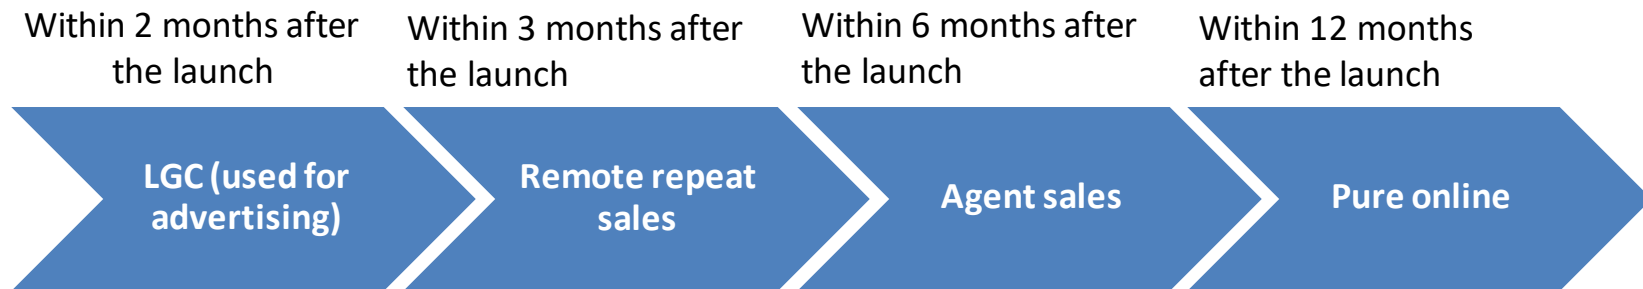 Within 2 months after
the launch
Within 3 months after
the launch
Within 6 months after
the launch
Within 12 months
after the launch
LGC (used for
advertising)
Remote repeat
sales
Agent sales
Pure online